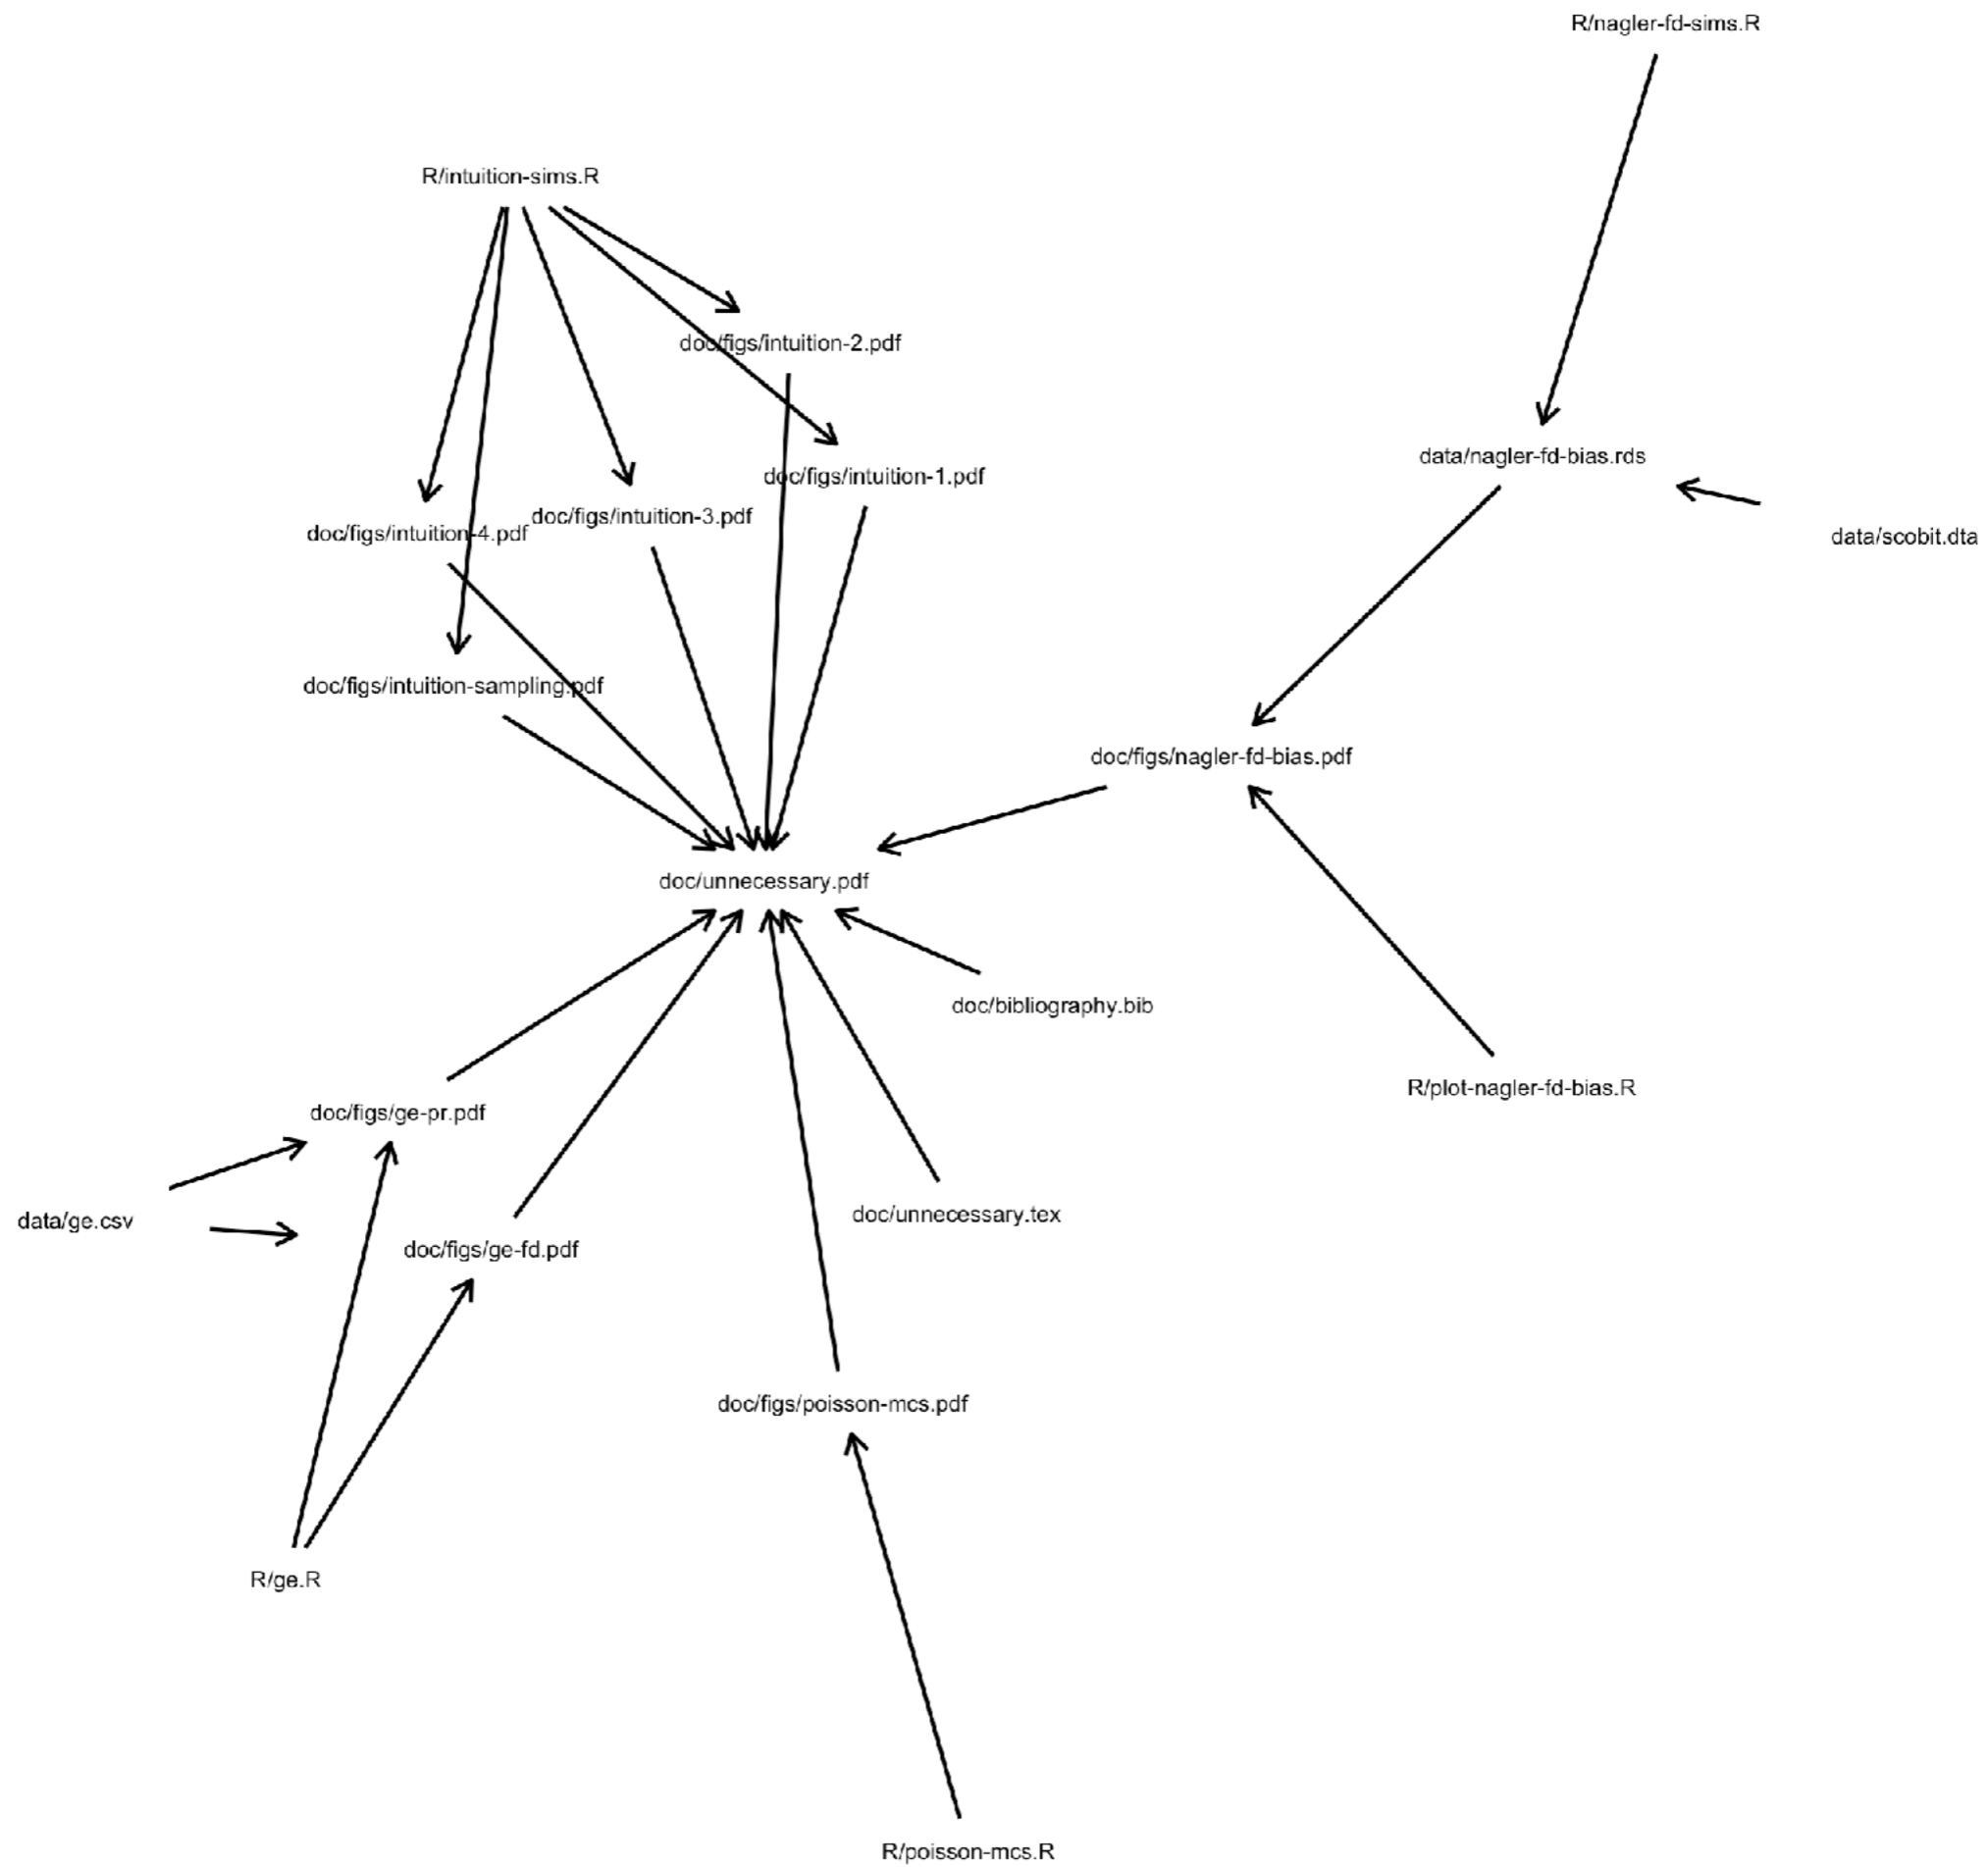 R/nagler-fd-sims.R
R/intuition-sims.R
doc/figs/intuition-2.pdf
data/nagler-fd-bias.rds
doc/figs/intuition-1.pdf
doc/figs/intuition-3.pdf
doc/figs/intuition-4.pdf
data/scobit.dta
doc/figs/intuition-sampling.pdf
doc/figs/nagler-fd-bias.pdf
doc/unnecessary.pdf
doc/bibliography.bib
R/plot-nagler-fd-bias.R
doc/figs/ge-pr.pdf
doc/unnecessary.tex
data/ge.csv
doc/figs/ge-fd.pdf
doc/figs/poisson-mcs.pdf
R/ge.R
R/poisson-mcs.R